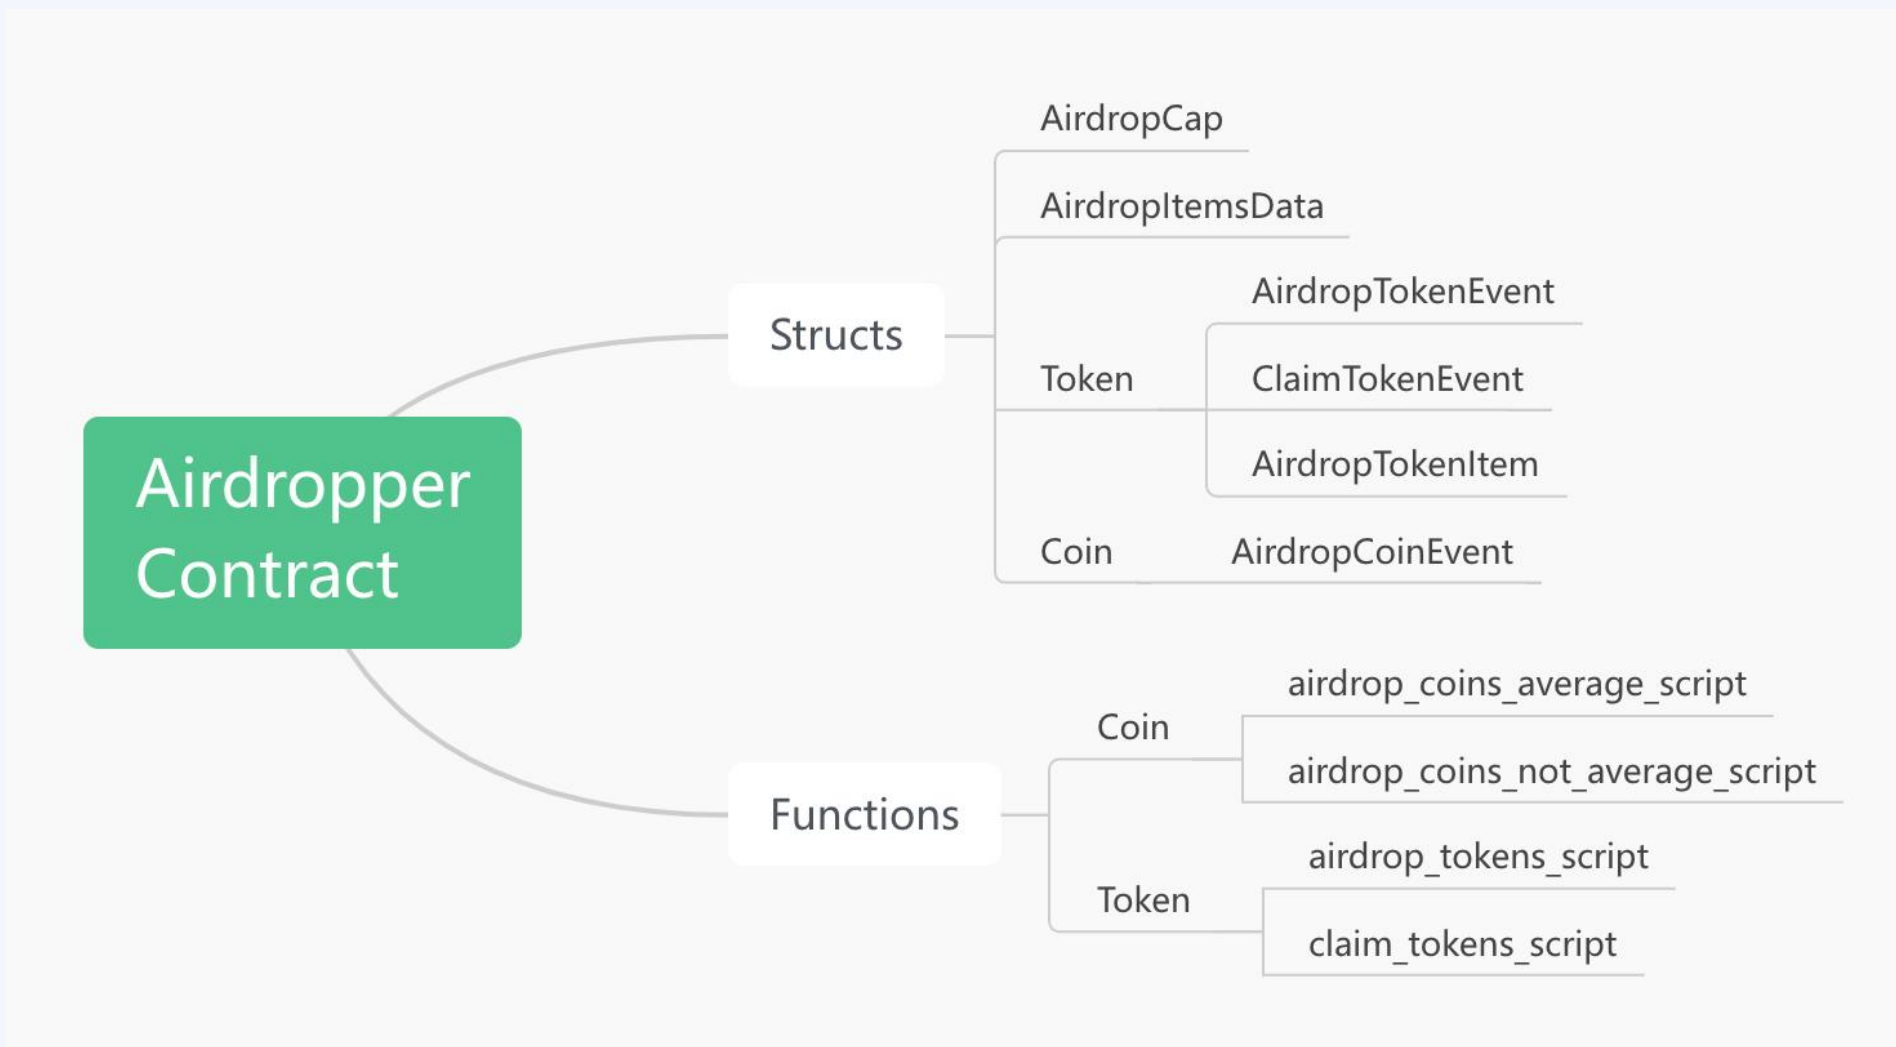 Airdropper
Contract
Structs
AirdropCap
AirdropItemsData
Token
AirdropTokenEvent
ClaimTokenEvent
AirdropTokenItem
Coin
AirdropCoinEvent
Functions
Coin
airdrop_coins_average_script
airdrop_coins_not_average_script
Token
airdrop_tokens_script
claim_tokens_script